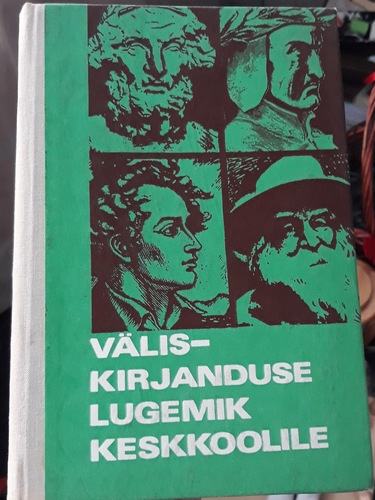 VÄLIS-
KIRJANDUSE
LUGEMIK
KESKKOOLILE